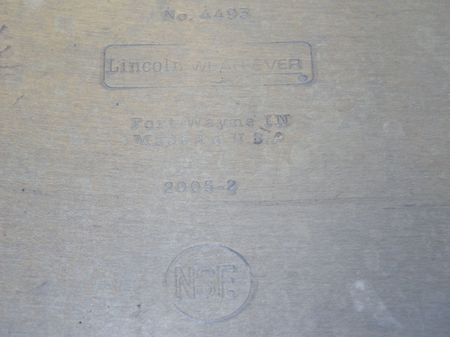 No. 4493
Lincoln WEAR-EVER
Fort Wayne IN
Made in U S A
2005-2
NSF